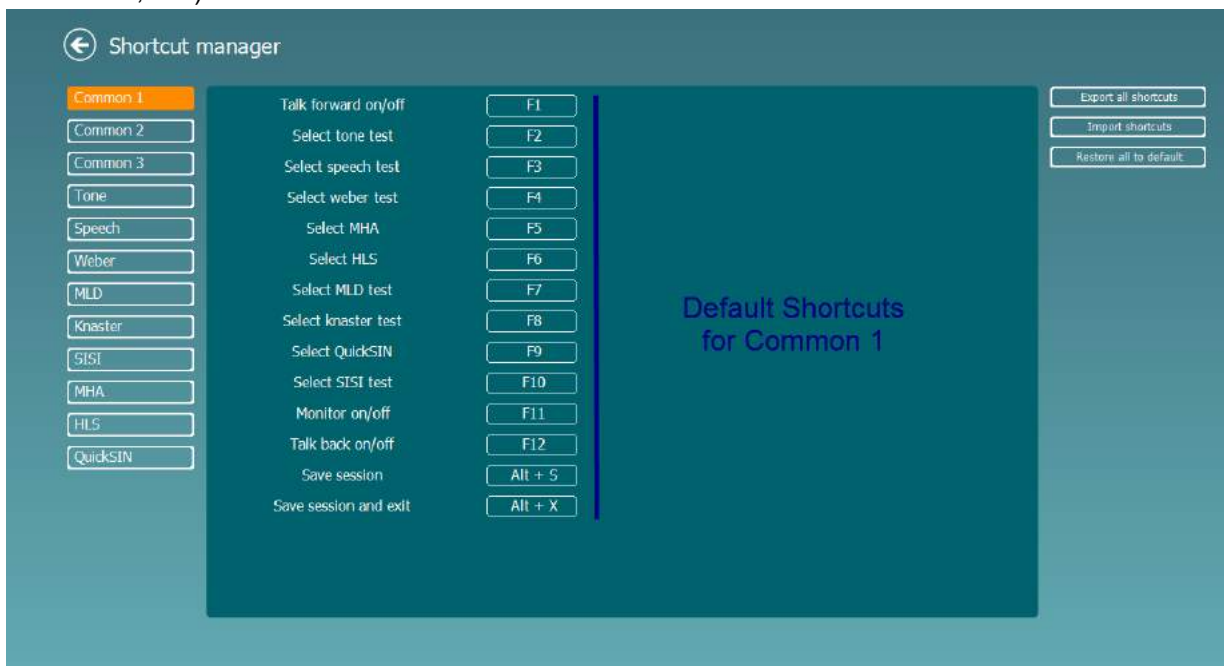 Shortcut manager
Common 1
Common 2
Common 3
Tone
Speech
Weber
MLD
Knaster
SISI
MHA
HLS
QuickSIN
Talk forward on/off F1
Select tone test F2
Select speech test F3
Select weber test F4
Select MHA F5
Select HLS F6
Select MLD test F7
Select knaster test F8
Select QuickSIN F9
Select SISI test F10
Monitor on/off F11
Talk back on/off F12
Save session Alt + S
Save session and exit Alt + X
Default Shortcuts
for Common 1
Export all shortcuts
Import shortcuts
Restore all to default